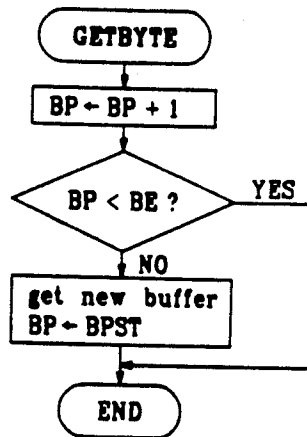 GETBYTE
BP ← BP + 1
BP < BE ?
YES
NO
get new buffer
BP ← BPST
END